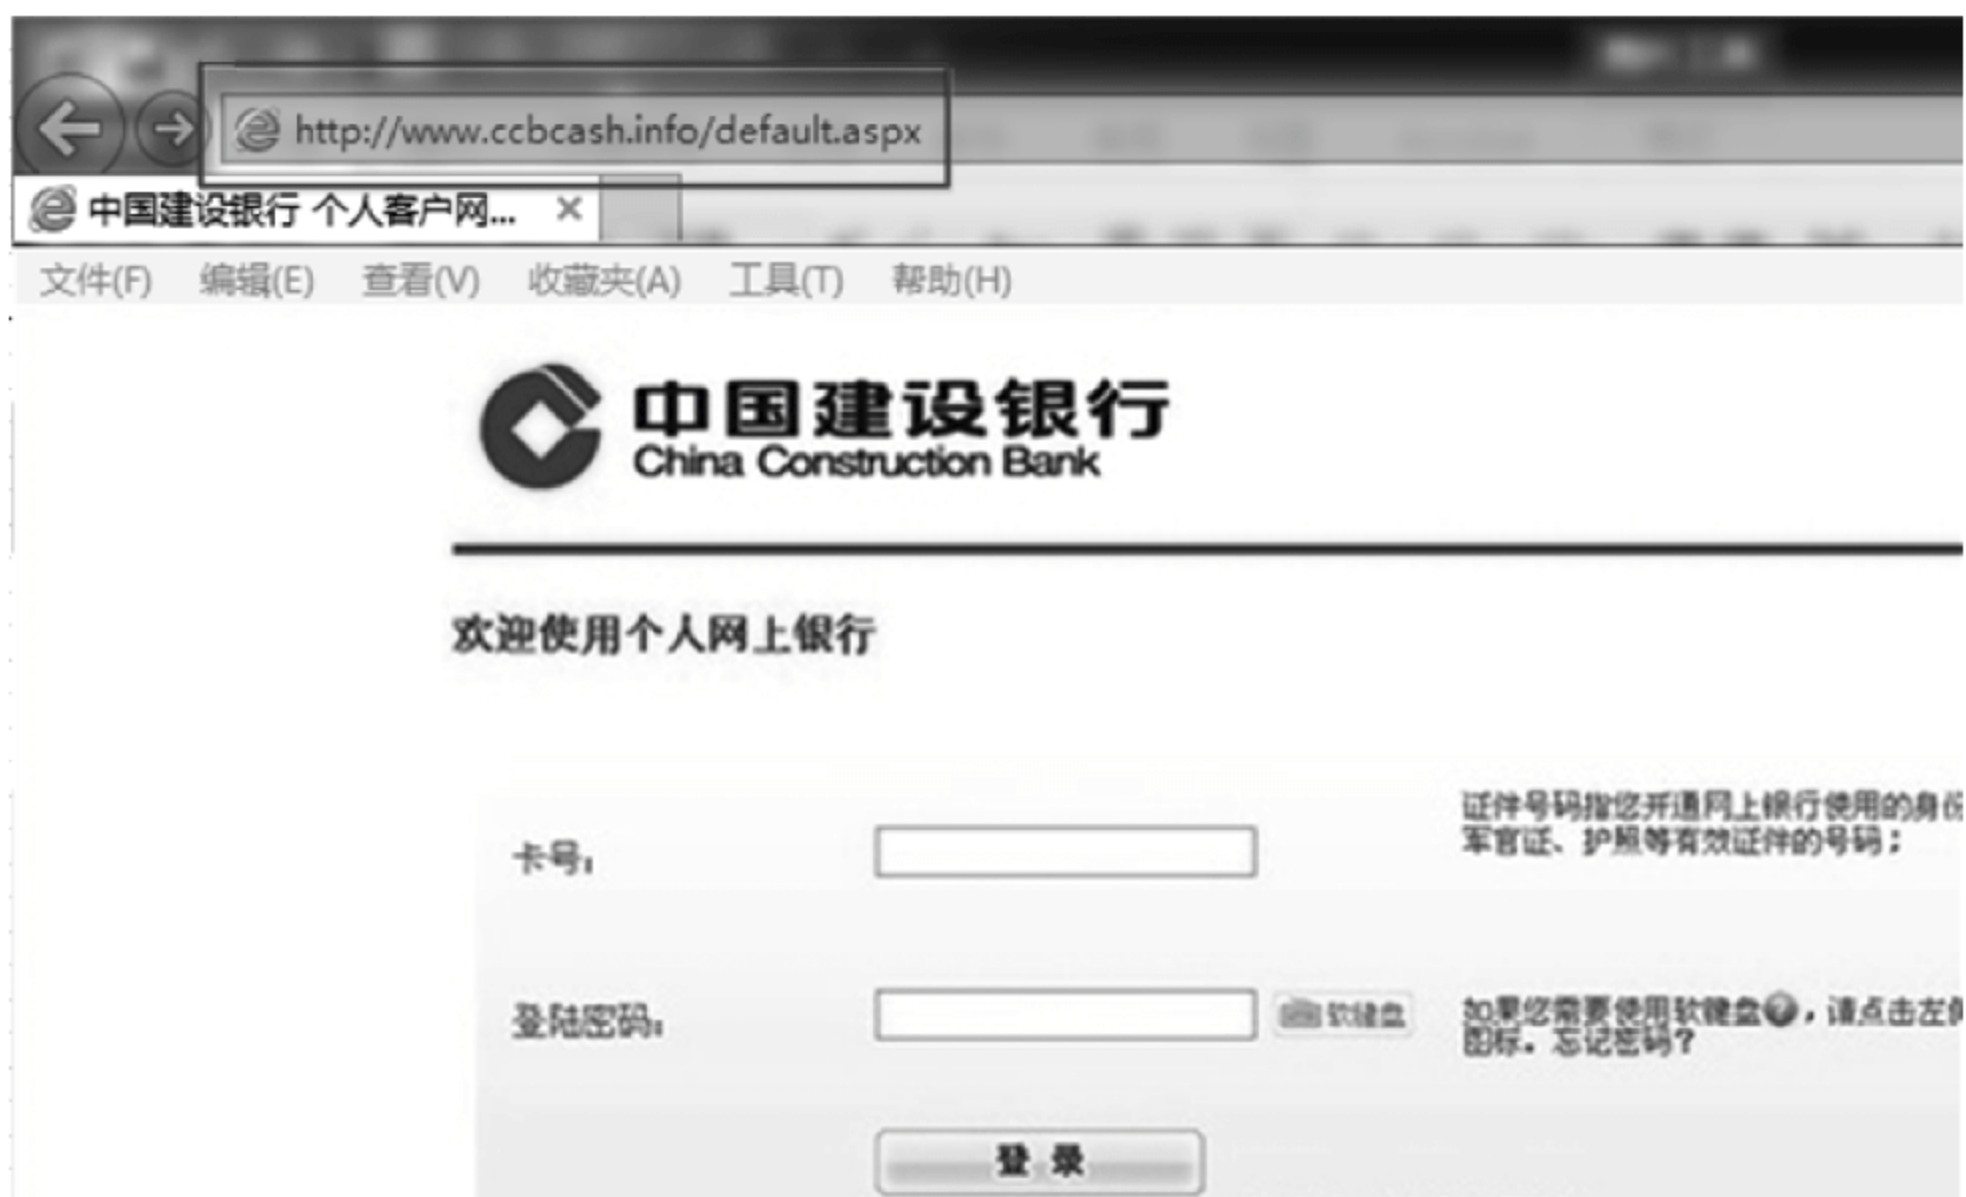 http://www.ccbcash.info/default.aspx
中国建设银行 个人客户网...
文件(F) 编辑(E) 查看(V) 收藏夹(A) 工具(T) 帮助(H)
中国建设银行
China Construction Bank
欢迎使用个人网上银行
证件号码指您开通网上银行使用的身份
军官证、护照等有效证件的号码;
卡号:
登陆密码:
软键盘
如果您需要使用软键盘?,请点击左侧
图标。忘记密码?
登 录